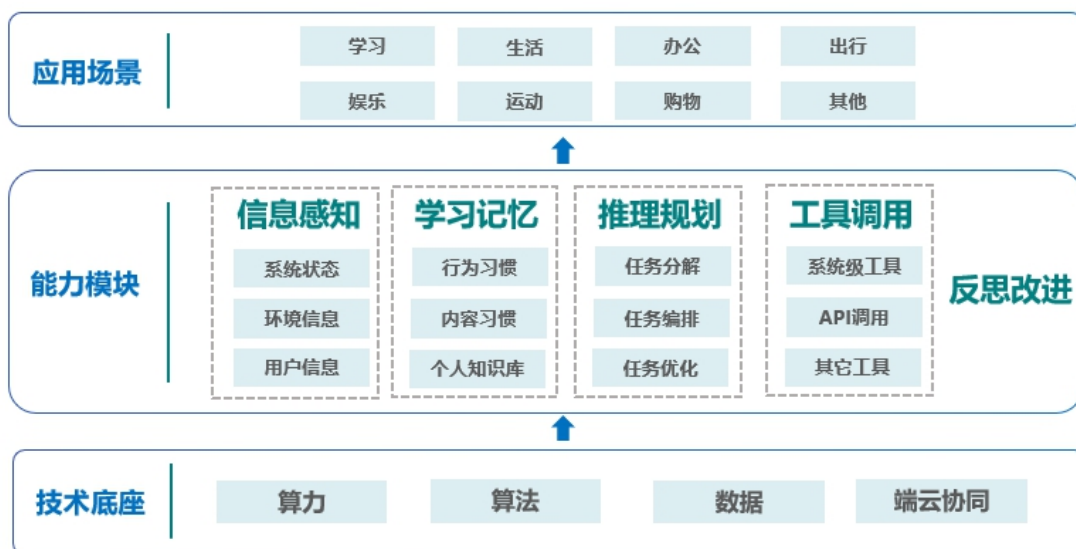 应用场景
学习 生活 办公 出行
娱乐 运动 购物 其他
能力模块
信息感知 学习记忆 推理规划 工具调用
系统状态 行为习惯 任务分解 系统级工具
环境信息 内容习惯 任务编排 API调用
用户信息 个人知识库 任务优化 其它工具
反思改进
技术底座
算力 算法 数据 端云协同